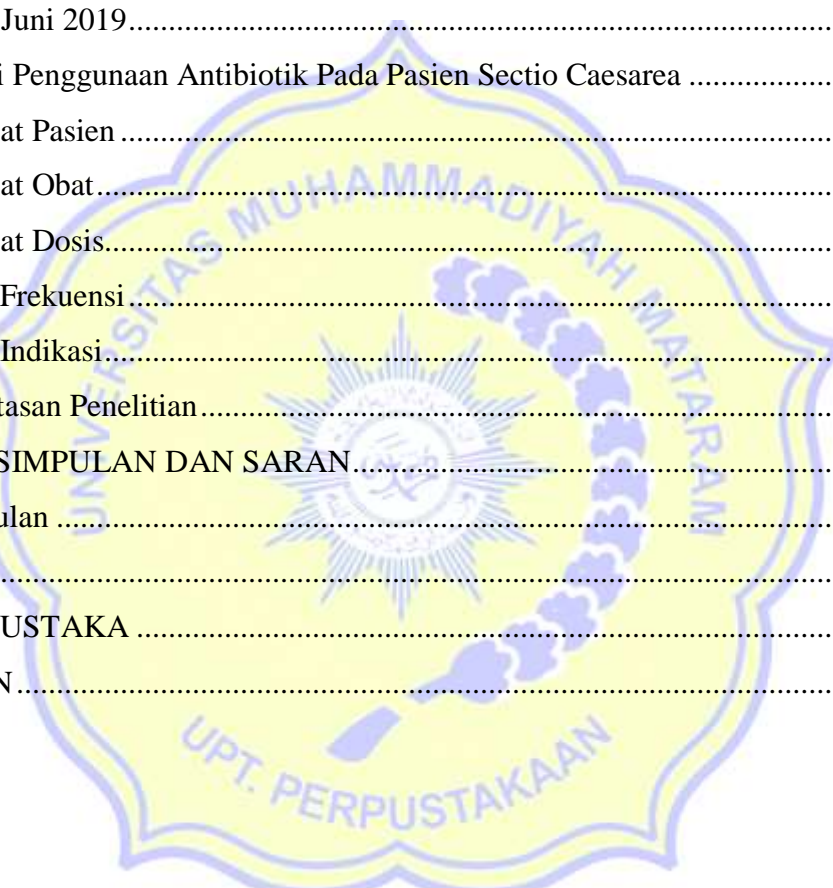 Juni 2019
i Penggunaan Antibiotik Pada Pasien Sectio Caesarea
at Pasien
at Obat
at Dosis
Frekuensi
Indikasi
tasan Penelitian
SIMPULAN DAN SARAN
ulan
USTAKA
N
UNIVERSITAS MUHAMMADIYAH MATARAM
UPT. PERPUSTAKAAN